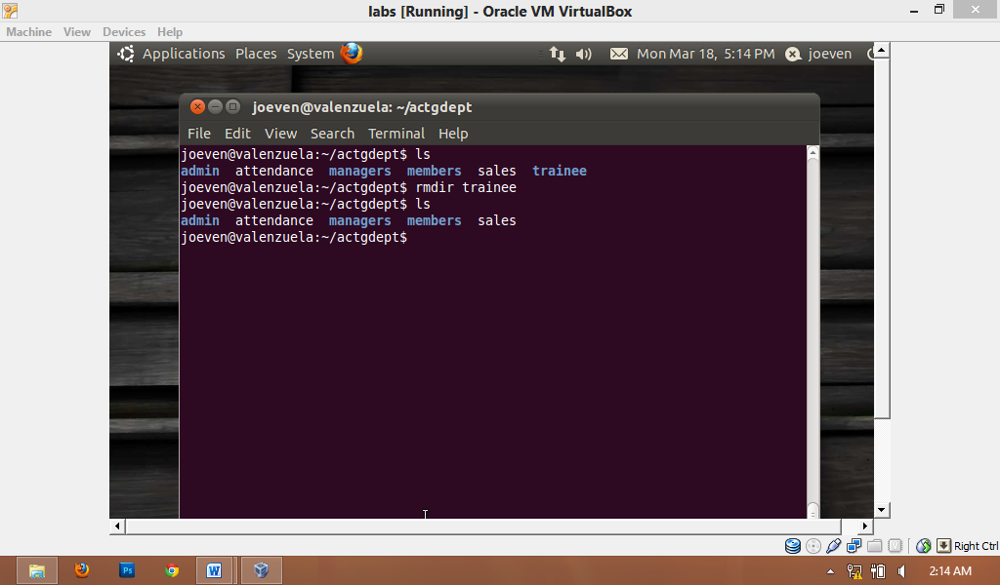 labs [Running] - Oracle VM VirtualBox
Machine View Devices Help
Applications Places System Mon Mar 18, 5:14 PM joeven
joeven@valenzuela: ~/actgdept
File Edit View Search Terminal Help
joeven@valenzuela:~/actgdept$ ls
admin attendance managers members sales trainee
joeven@valenzuela:~/actgdept$ rmdir trainee
joeven@valenzuela:~/actgdept$ ls
admin attendance managers members sales
joeven@valenzuela:~/actgdept$
Right Ctrl
Ps W 2:14 AM